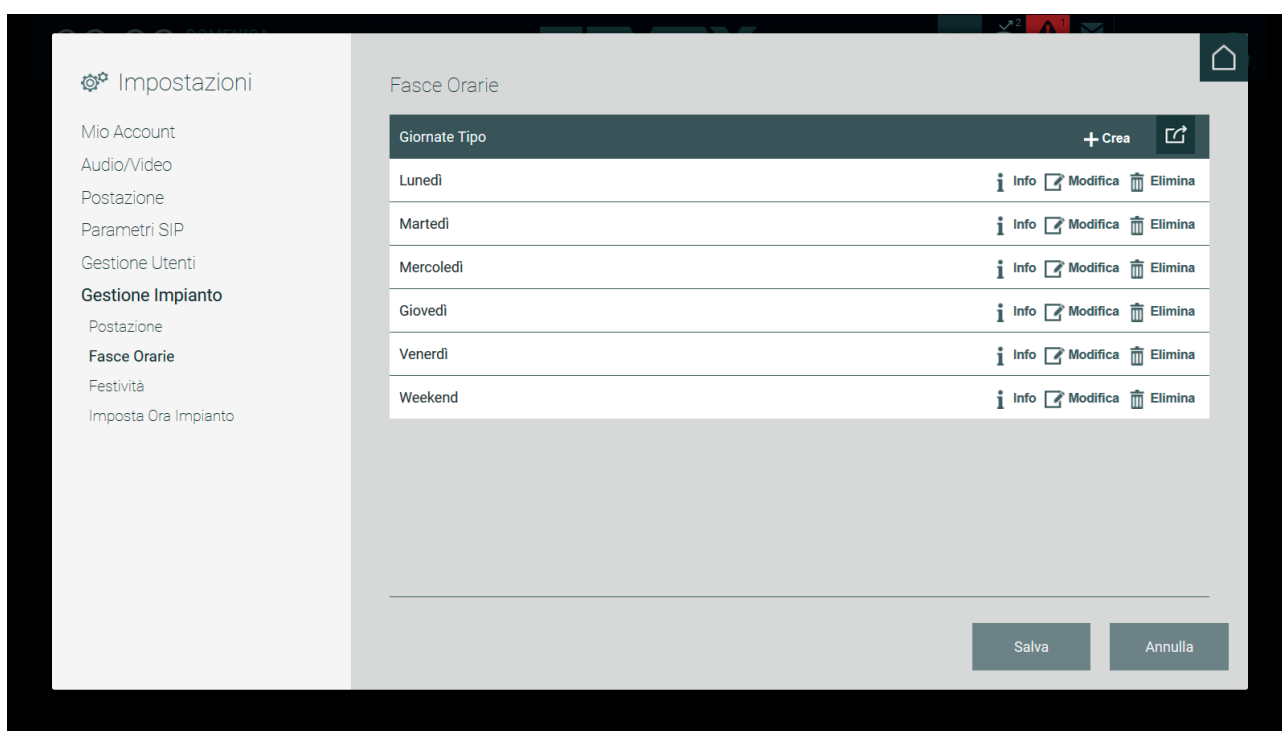 Impostazioni
Mio Account
Audio/Video
Postazione
Parametri SIP
Gestione Utenti
Gestione Impianto
Postazione
Fasce Orarie
Festività
Imposta Ora Impianto
Fasce Orarie
Giornate Tipo Crea
Lunedì Info Modifica Elimina
Martedì Info Modifica Elimina
Mercoledì Info Modifica Elimina
Giovedì Info Modifica Elimina
Venerdì Info Modifica Elimina
Weekend Info Modifica Elimina
Salva Annulla